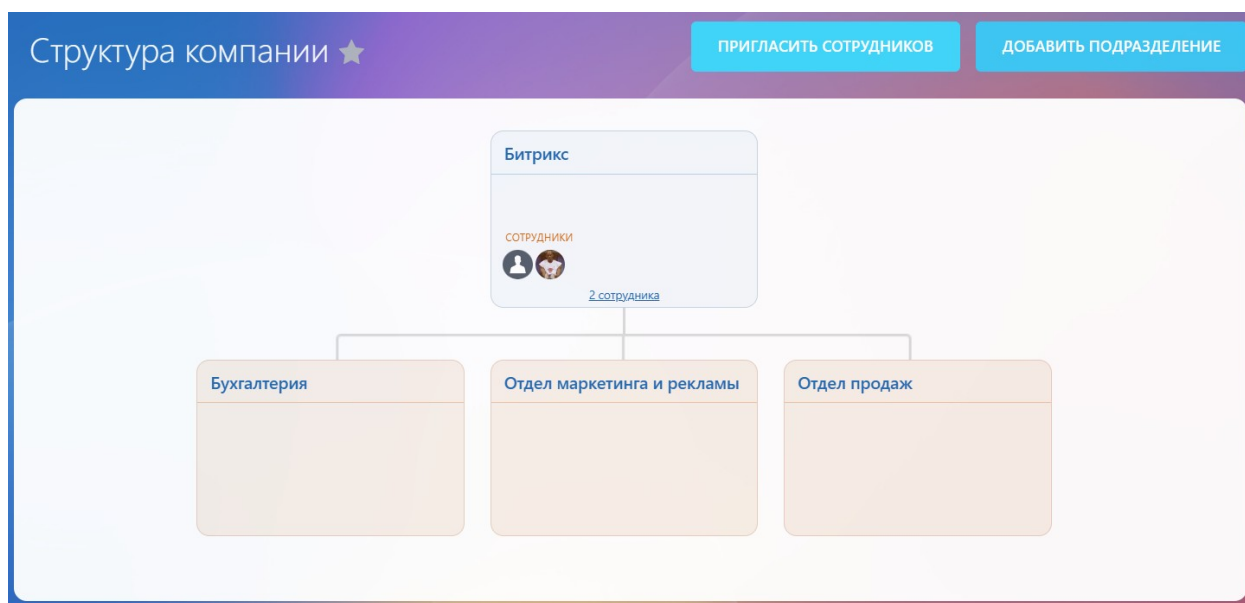 Структура компании
ПРИГЛАСИТЬ СОТРУДНИКОВ
ДОБАВИТЬ ПОДРАЗДЕЛЕНИЕ
Битрикс
СОТРУДНИКИ
2 сотрудника
Бухгалтерия
Отдел маркетинга и рекламы
Отдел продаж